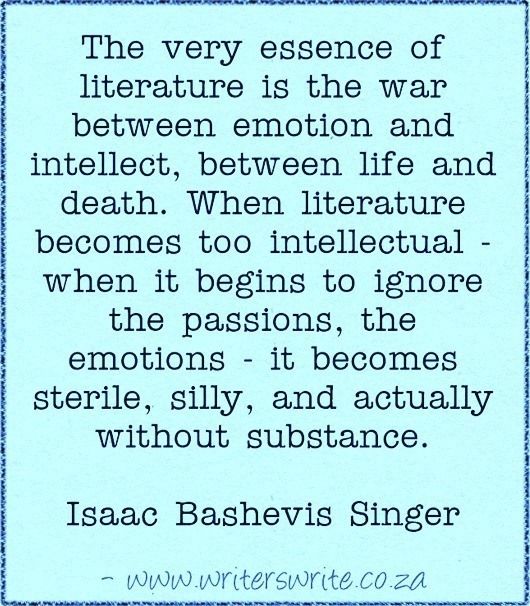 The very essence of
literature is the war
between emotion and
intellect, between life and
death. When literature
becomes too intellectual -
when it begins to ignore
the passions, the
emotions - it becomes
sterile, silly, and actually
without substance.
Isaac Bashevis Singer
- www.writerswrite.co.za